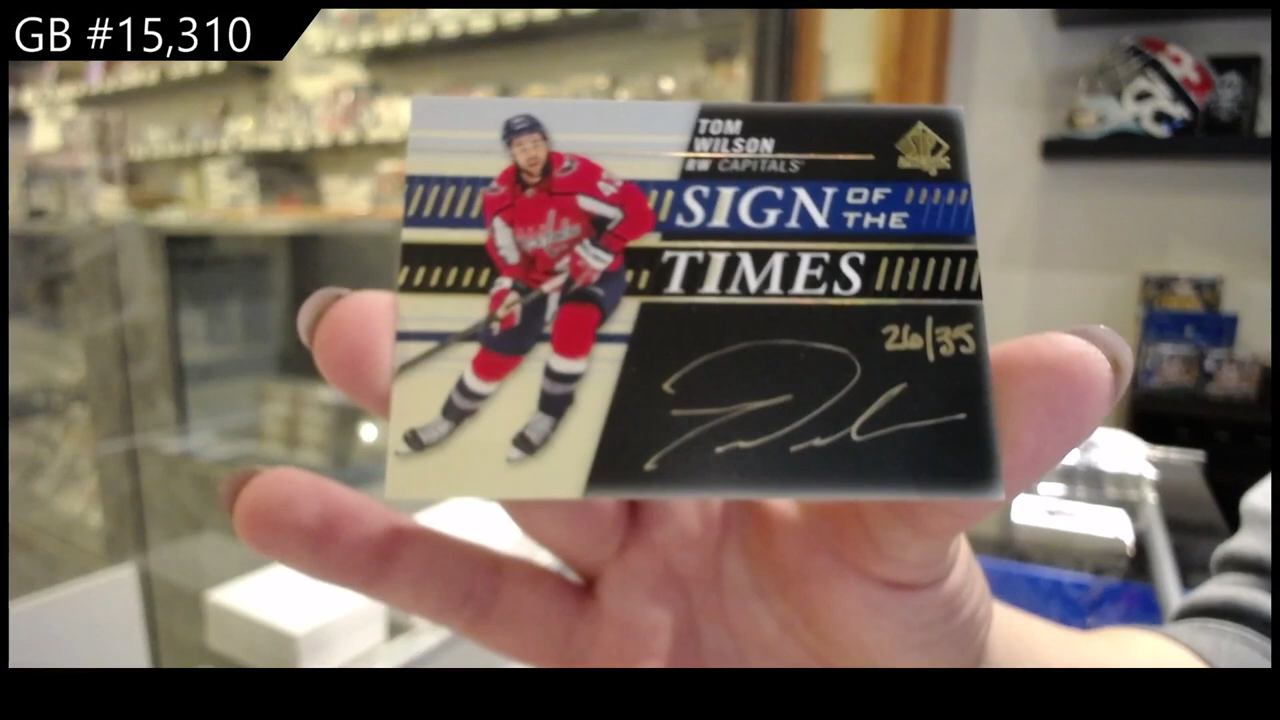 GB #15,310
TOM
WILSON
RW CAPITALS
SIGN OF THE
TIMES
26/35